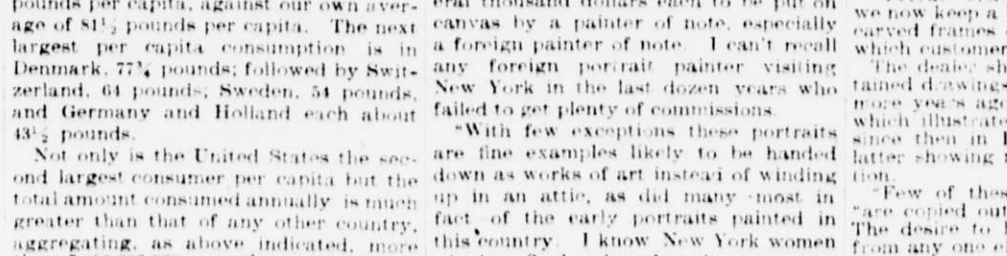 pounds per capita, against our own aver-
age of 81½ pounds per capita. The next
largest per capita consumption is in
Denmark, 77¾ pounds; followed by Swit-
zerland, 64 pounds; Sweden, 54 pounds,
and Germany and Holland each about
43½ pounds.
Not only is the United States the sec-
ond largest consumer per capita but the
total amount consumed annually is much
greater than that of any other country,
aggregating, as above indicated, more
eral thousand dollars each to be put on
canvas by a painter of note, especially
a foreign painter of note. I can't recall
any foreign portrait painter visiting
New York in the last dozen years who
failed to get plenty of commissions.
"With few exceptions these portraits
are fine examples likely to be handed
down as works of art instead of winding
up in an attic, as did many most in
fact of the early portraits painted in
this country. I know New York women
we now keep a
carved frames
which customer
The dealer sh
tained drawings
more years ag
which illustrate
since then in
latter showing
tion.
"Few of thes
"are copied out
The desire to
from any one